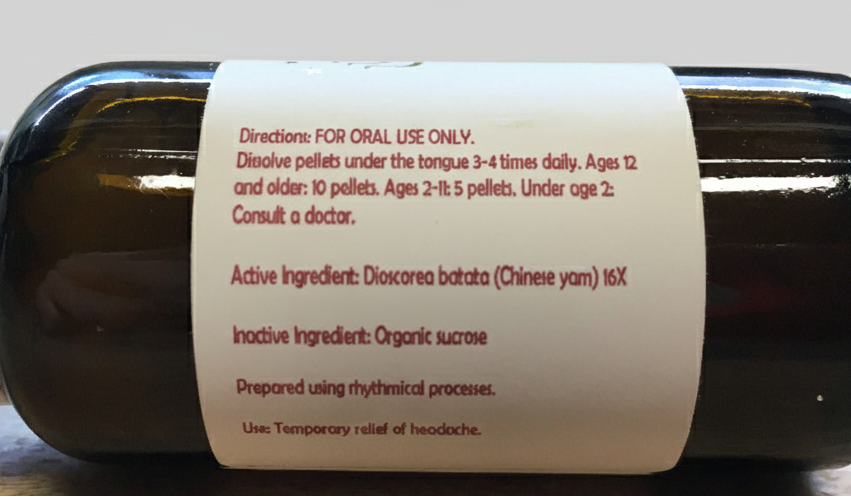 Directions: FOR ORAL USE ONLY.
Dissolve pellets under the tongue 3-4 times daily. Ages 12
and older: 10 pellets. Ages 2-11: 5 pellets. Under age 2:
Consult a doctor.
Active Ingredient: Dioscorea batata (Chinese yam) 16X
Inactive Ingredient: Organic sucrose
Prepared using rhythmical processes.
Use: Temporary relief of headache.